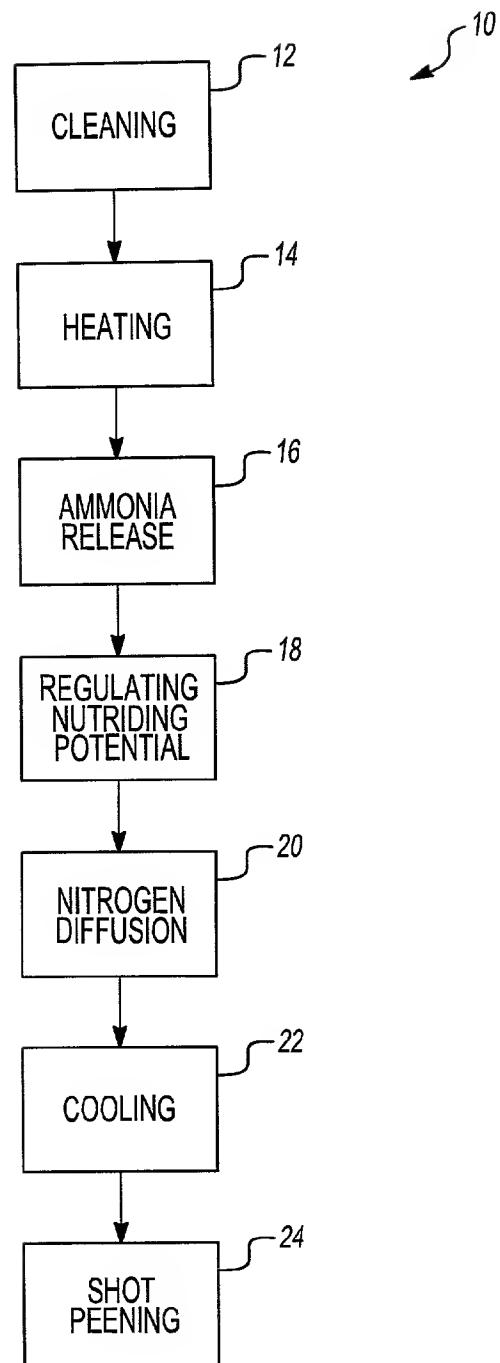 10
12
CLEANING
14
HEATING
16
AMMONIA
RELEASE
18
REGULATING
NUTRIDING
POTENTIAL
20
NITROGEN
DIFFUSION
22
COOLING
24
SHOT
PEENING